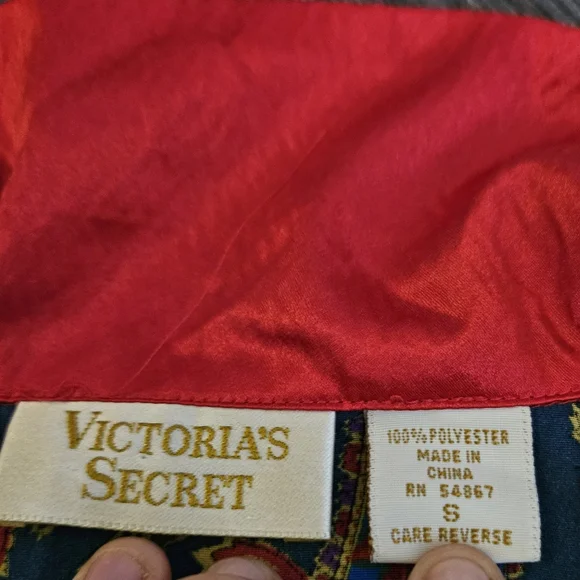 VICTORIA'S
SECRET
100% POLYESTER
MADE IN
CHINA
RN 54867
S
CARE REVERSE